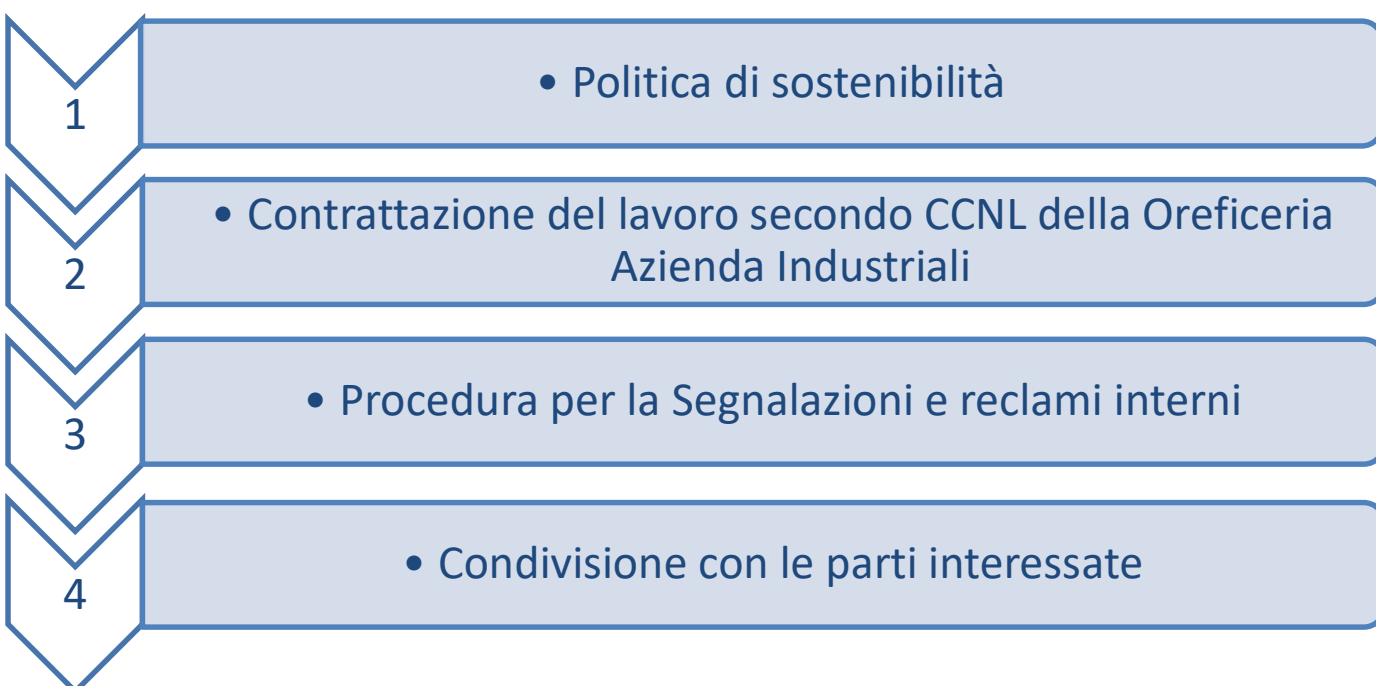 1
• Politica di sostenibilità
2
• Contrattazione del lavoro secondo CCNL della Oreficeria
Azienda Industriali
3
• Procedura per la Segnalazioni e reclami interni
4
• Condivisione con le parti interessate